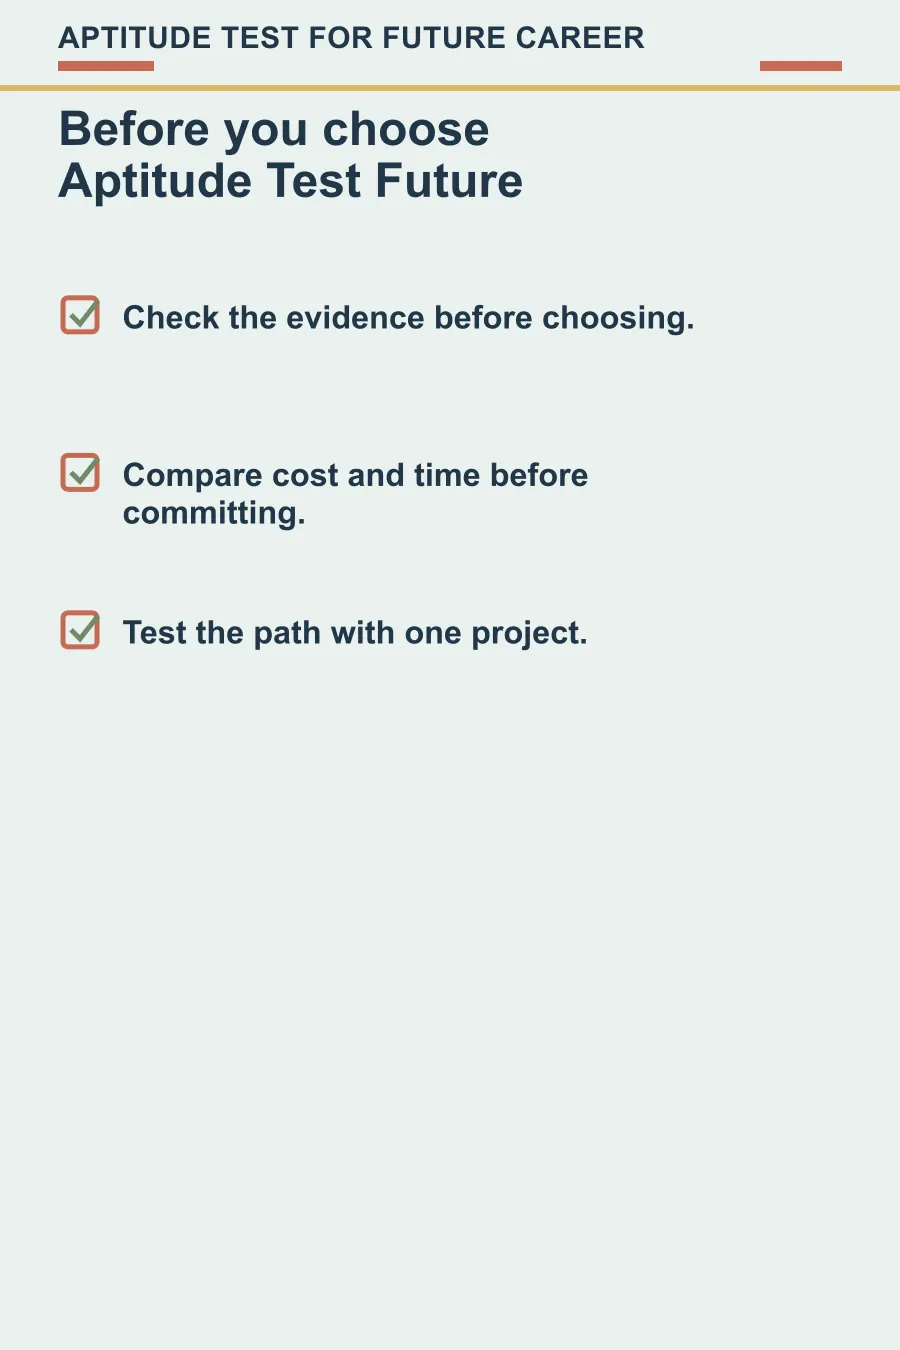 APTITUDE TEST FOR FUTURE CAREER
Before you choose
Aptitude Test Future
Check the evidence before choosing.
Compare cost and time before
committing.
Test the path with one project.